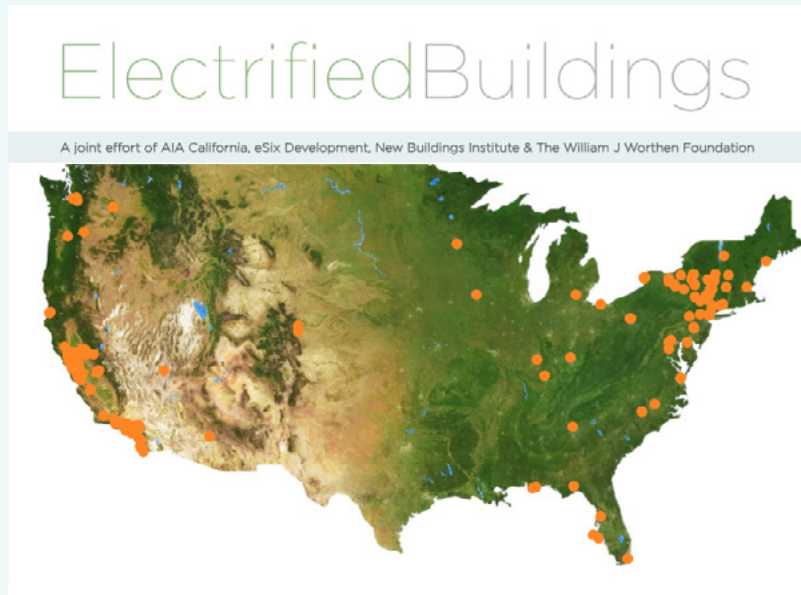 ElectrifiedBuildings
A joint effort of AIA California, eSix Development, New Buildings Institute & The William J Worthen Foundation